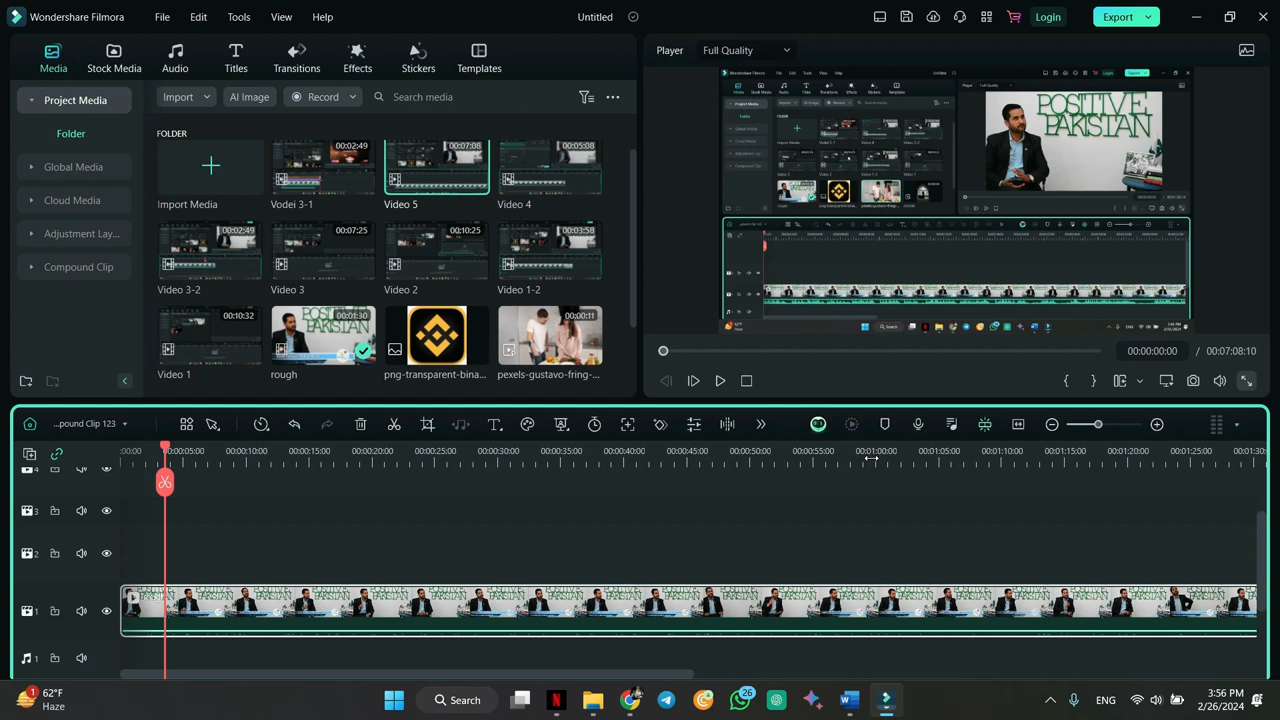 Wondershare Filmora File Edit Tools View Help Untitled Login Export
Media Stock Media Audio Titles Transitions Effects Stickers Templates
Player Full Quality
Import AI Image Record Search media
Folder
FOLDER
Import Media Vodei 3-1 00:02:49 Video 5 00:07:08 Video 4 00:05:08
Cloud Media
Compound Clip
Video 3-2 00:02:49 Video 3 00:07:25 Video 2 00:10:25 Video 1-2 00:03:58
Video 1 00:10:32 rough 00:01:30 png-transparent-bina... pexels-gustavo-fring-... 00:00:11
POSITIVE
PAKISTAN
00:00:00:00 / 00:07:08:10
...pound Clip 123
:00:00 00:00:05:00 00:00:10:00 00:00:15:00 00:00:20:00 00:00:25:00 00:00:30:00 00:00:35:00 00:00:40:00 00:00:45:00 00:00:50:00 00:00:55:00 00:01:00:00 00:01:05:00 00:01:10:00 00:01:15:00 00:01:20:00 00:01:25:00 00:01:30:
4
3
2
1
1
1 62°F
Haze
Search 26 ENG 3:56 PM
2/26/2024